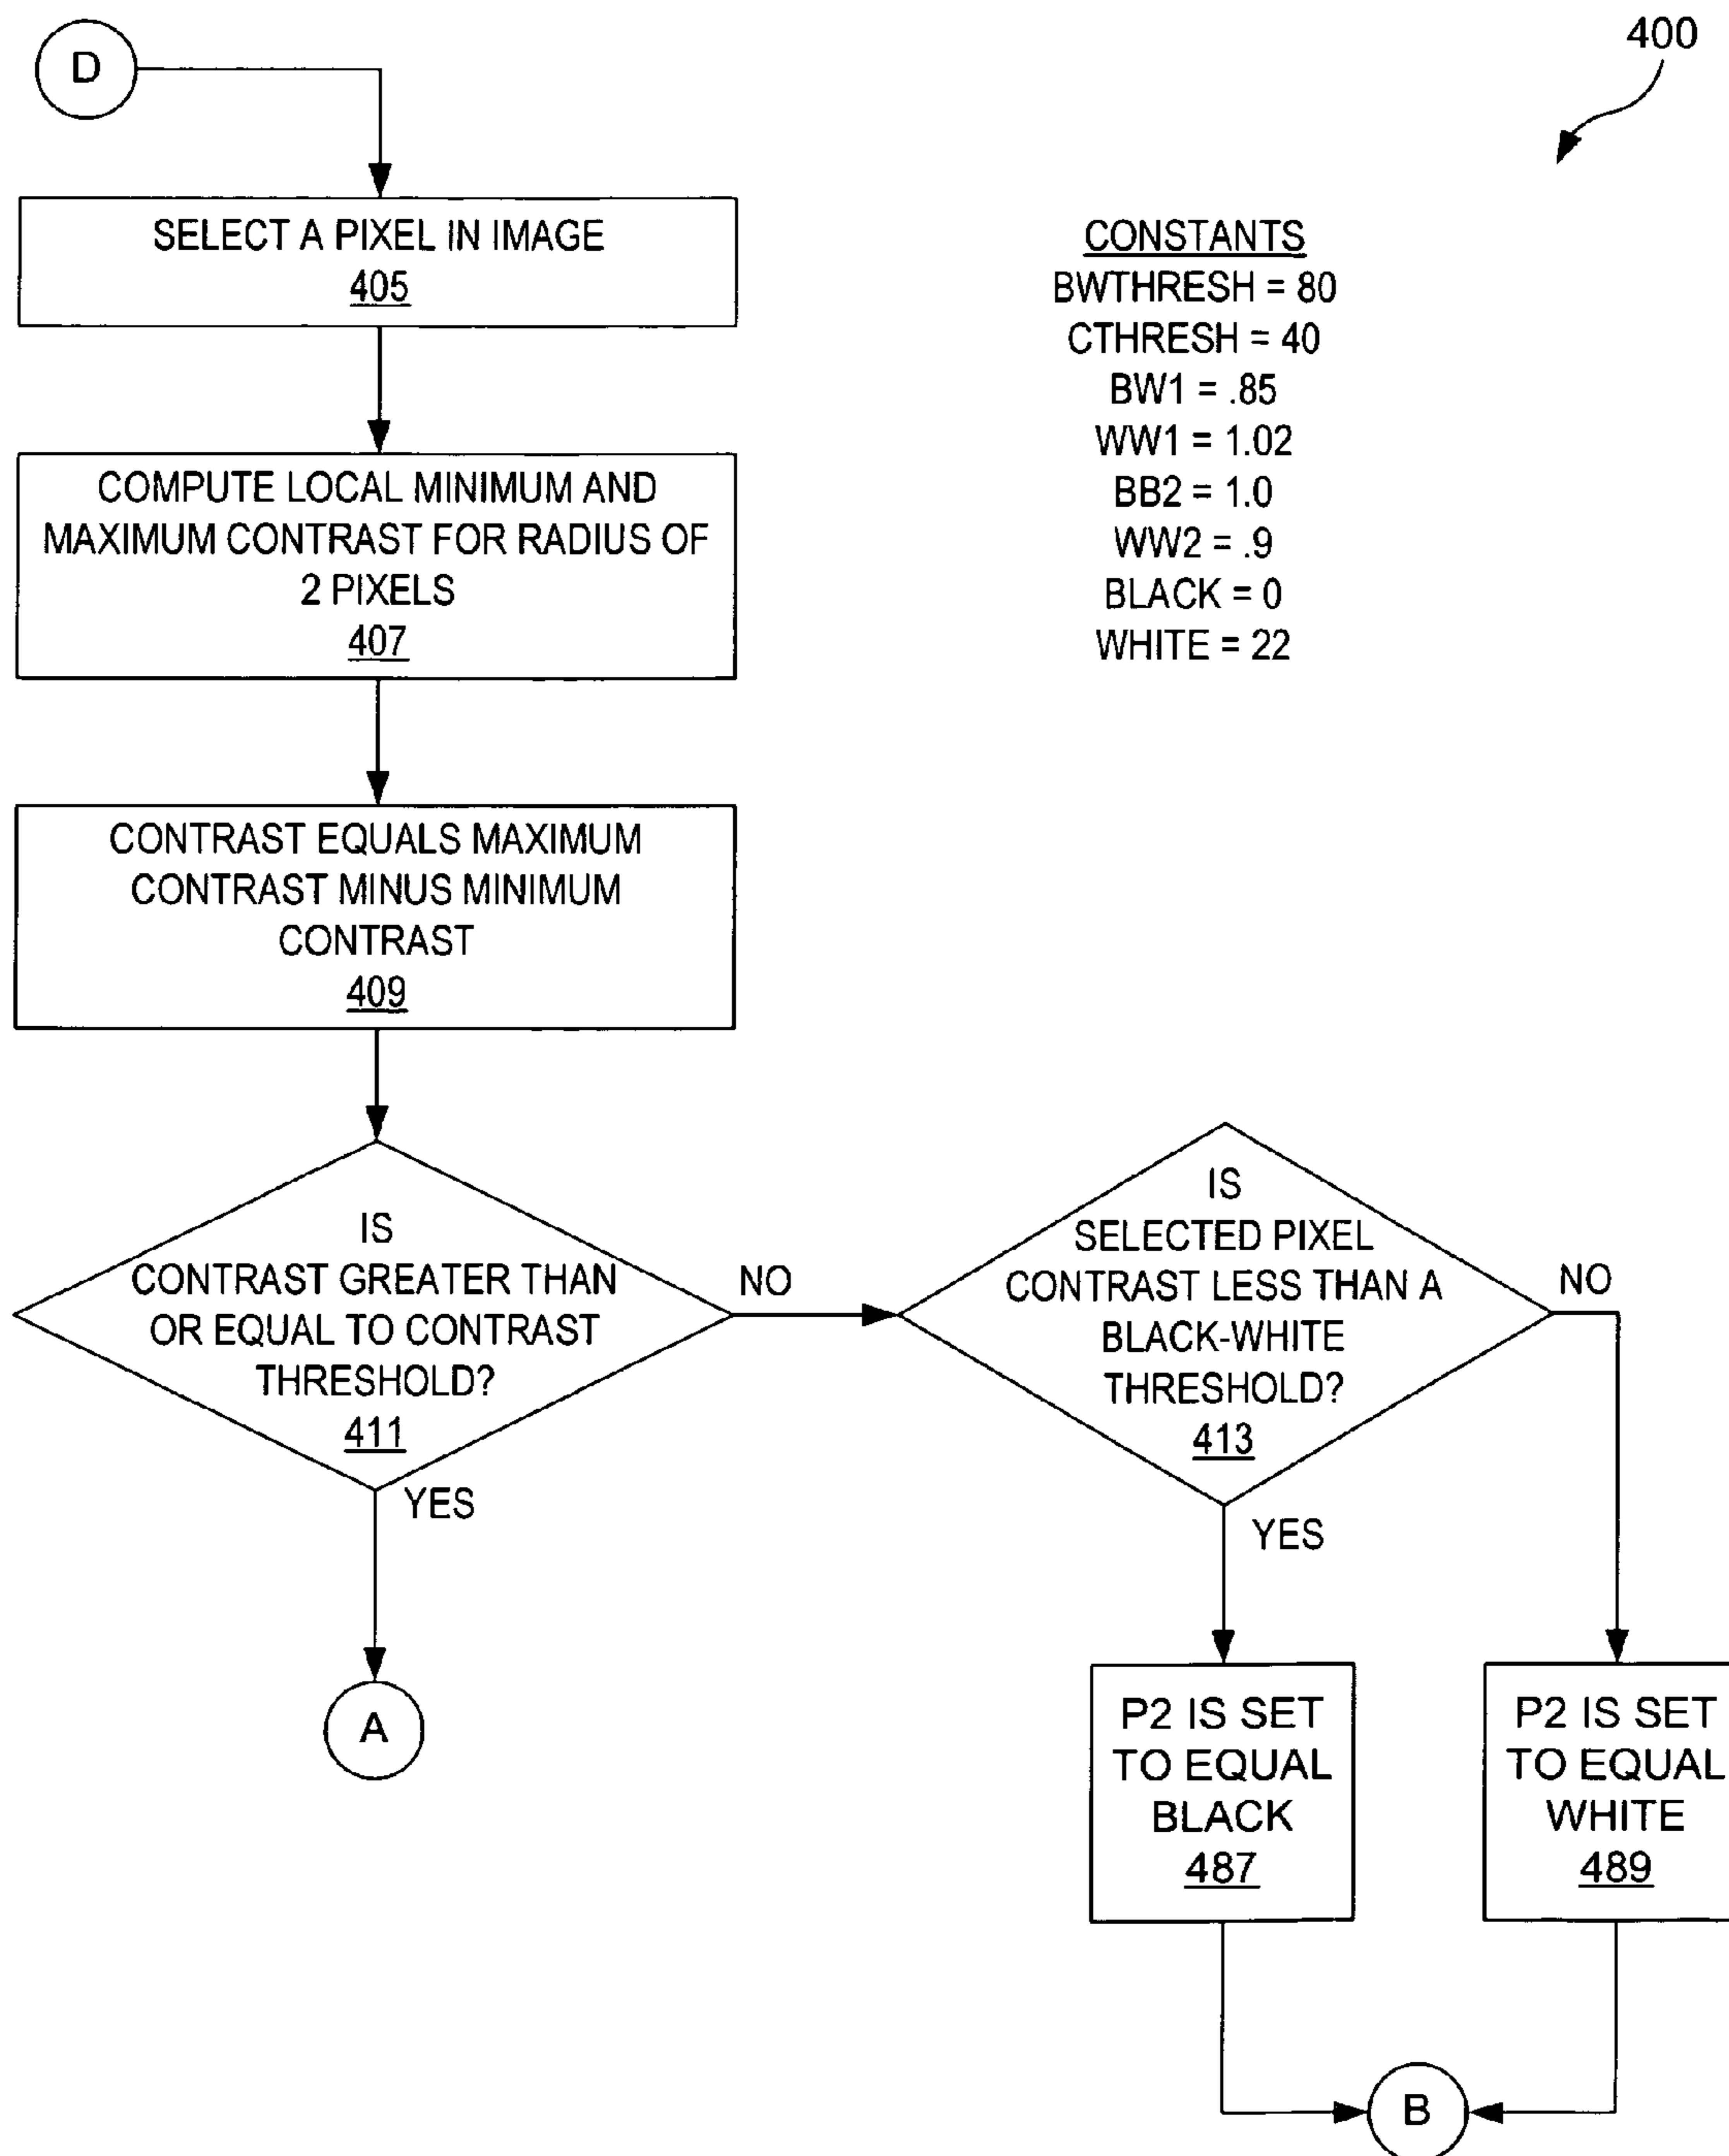 D
400
SELECT A PIXEL IN IMAGE
405
CONSTANTS
BWTHRESH = 80
CTHRESH = 40
BW1 = .85
WW1 = 1.02
BB2 = 1.0
WW2 = .9
BLACK = 0
WHITE = 22
COMPUTE LOCAL MINIMUM AND
MAXIMUM CONTRAST FOR RADIUS OF
2 PIXELS
407
CONTRAST EQUALS MAXIMUM
CONTRAST MINUS MINIMUM
CONTRAST
409
IS
CONTRAST GREATER THAN
OR EQUAL TO CONTRAST
THRESHOLD?
411
NO
YES
A
IS
SELECTED PIXEL
CONTRAST LESS THAN A
BLACK-WHITE
THRESHOLD?
413
NO
YES
P2 IS SET
TO EQUAL
BLACK
487
P2 IS SET
TO EQUAL
WHITE
489
B